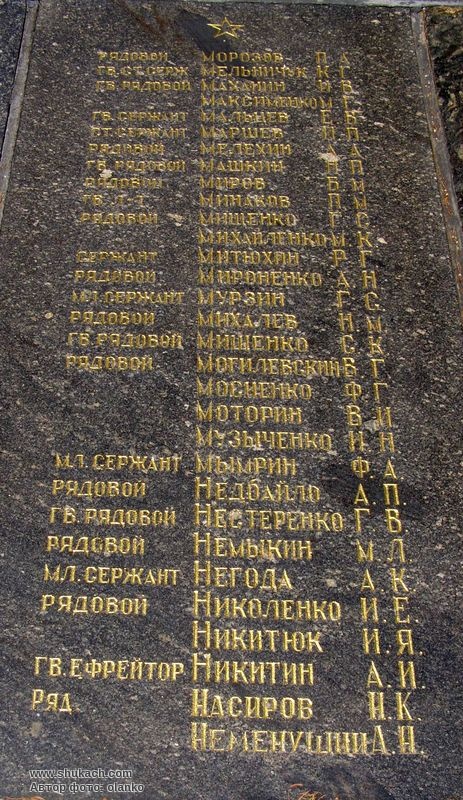 РЯДОВОЙ МОРОЗОВ П А
ГВ.СТ.СЕРЖ МЕЛЬНИЧУК К Г
ГВ.РЯДОВОЙ МАХАНИН И В
МАКСИМЕНКО М Г
ГВ.СЕРЖАНТ МАЛЬЦЕВ Е В
СТ.СЕРЖАНТ МАРШЕВ И П
РЯДОВОЙ МЕЛЕХИН А А
ГВ.РЯДОВОЙ МАШКИН Н П
РЯДОВОЙ МИРОВ Б И
ГВ. Л-Т МИНАКОВ П М
РЯДОВОЙ МИЩЕНКО Г С
МИХАЙЛЕНКО М К
СЕРЖАНТ МИТЮХИН Р Г
РЯДОВОЙ МИРОНЕНКО А Н
МЛ.СЕРЖАНТ МУРЗИН Г С
РЯДОВОЙ МИХАЛЕВ Н М
ГВ.РЯДОВОЙ МИЩЕНКО С К
РЯДОВОЙ МОГИЛЕВСКИЙ Б Г
МОСИЕНКО Ф Г
МОТОРИН В И
МУЗЫЧЕНКО И Н
МЛ.СЕРЖАНТ МЫМРИН Ф. А
РЯДОВОЙ НЕДБАЙЛО А. П
ГВ.РЯДОВОЙ НЕСТЕРЕНКО Г В
РЯДОВОЙ НЕМЫКИН М. Л
МЛ.СЕРЖАНТ НЕГОДА А. К
РЯДОВОЙ НИКОЛЕНКО И. Е.
НИКИТЮК И. Я.
ГВ.ЕФРЕЙТОР НИКИТИН А. И.
РЯД НАСИРОВ Н. К.
НЕМЕНУЩИЙ А. Н.
www.shukach.com
Автор фото: olanko